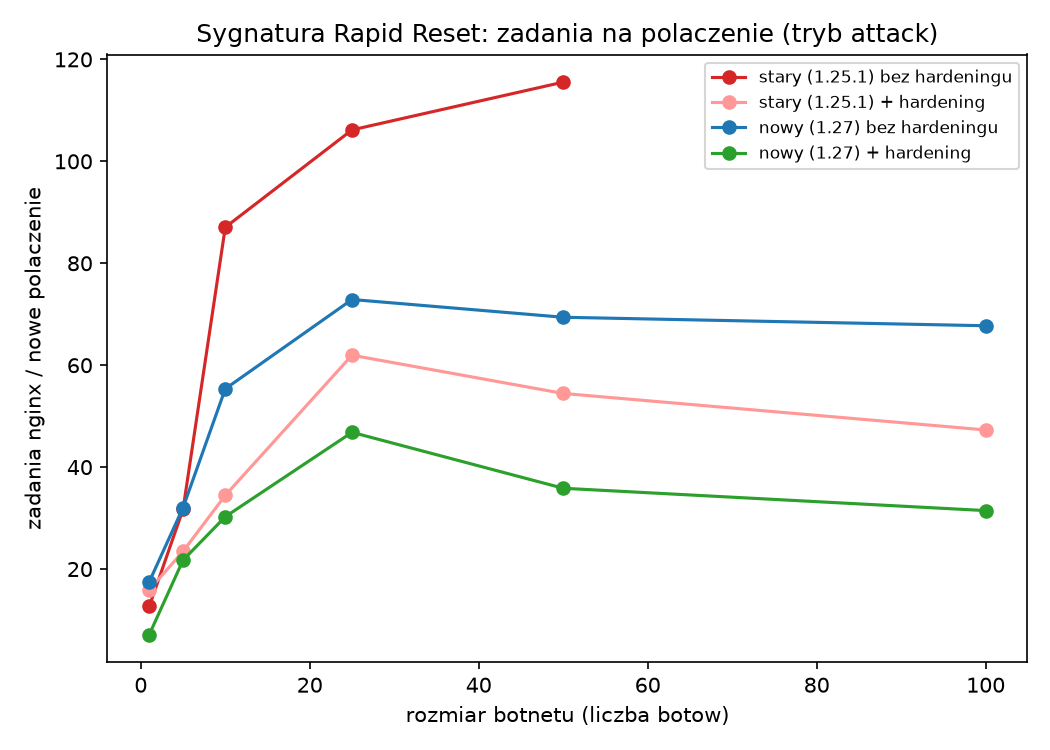 Sygnatura Rapid Reset: zadania na polaczenie (tryb attack)
stary (1.25.1) bez hardeningu
stary (1.25.1) + hardening
nowy (1.27) bez hardeningu
nowy (1.27) + hardening
zadania nginx / nowe polaczenie
120
100
80
60
40
20
0 20 40 60 80 100
rozmiar botnetu (liczba botow)